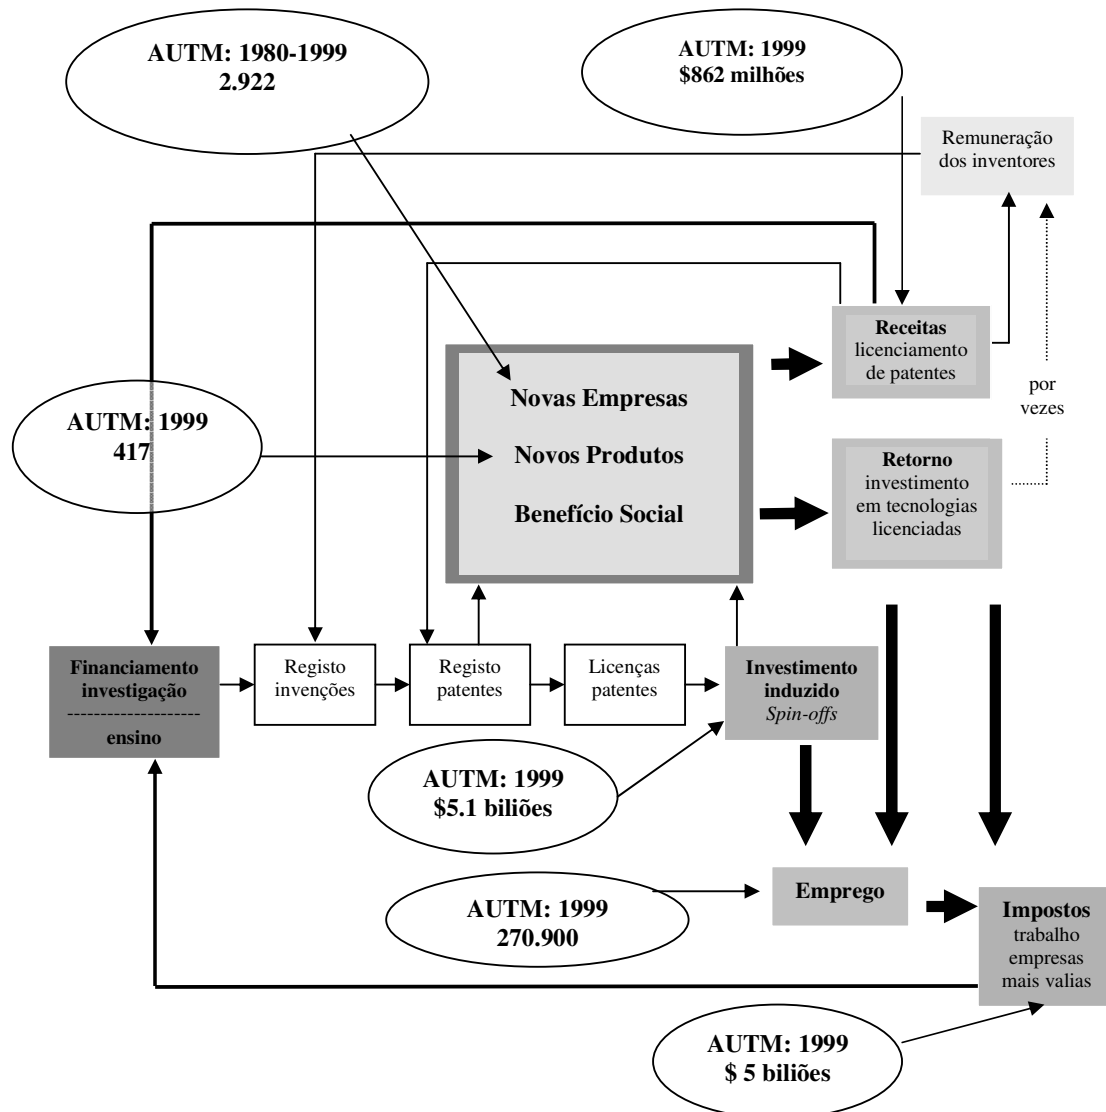 AUTM: 1980-1999
2.922
AUTM: 1999
$862 milhões
Remuneração
dos inventores
Receitas
licenciamento
de patentes
por
vezes
Novas Empresas
Novos Produtos
Benefício Social
AUTM: 1999
417
Retorno
investimento
em tecnologias
licenciadas
Financiamento
investigação
--------------------
ensino
Registo
invenções
Registo
patentes
Licenças
patentes
Investimento
induzido
Spin-offs
AUTM: 1999
$5.1 biliões
AUTM: 1999
270.900
Emprego
Impostos
trabalho
empresas
mais valias
AUTM: 1999
$ 5 biliões